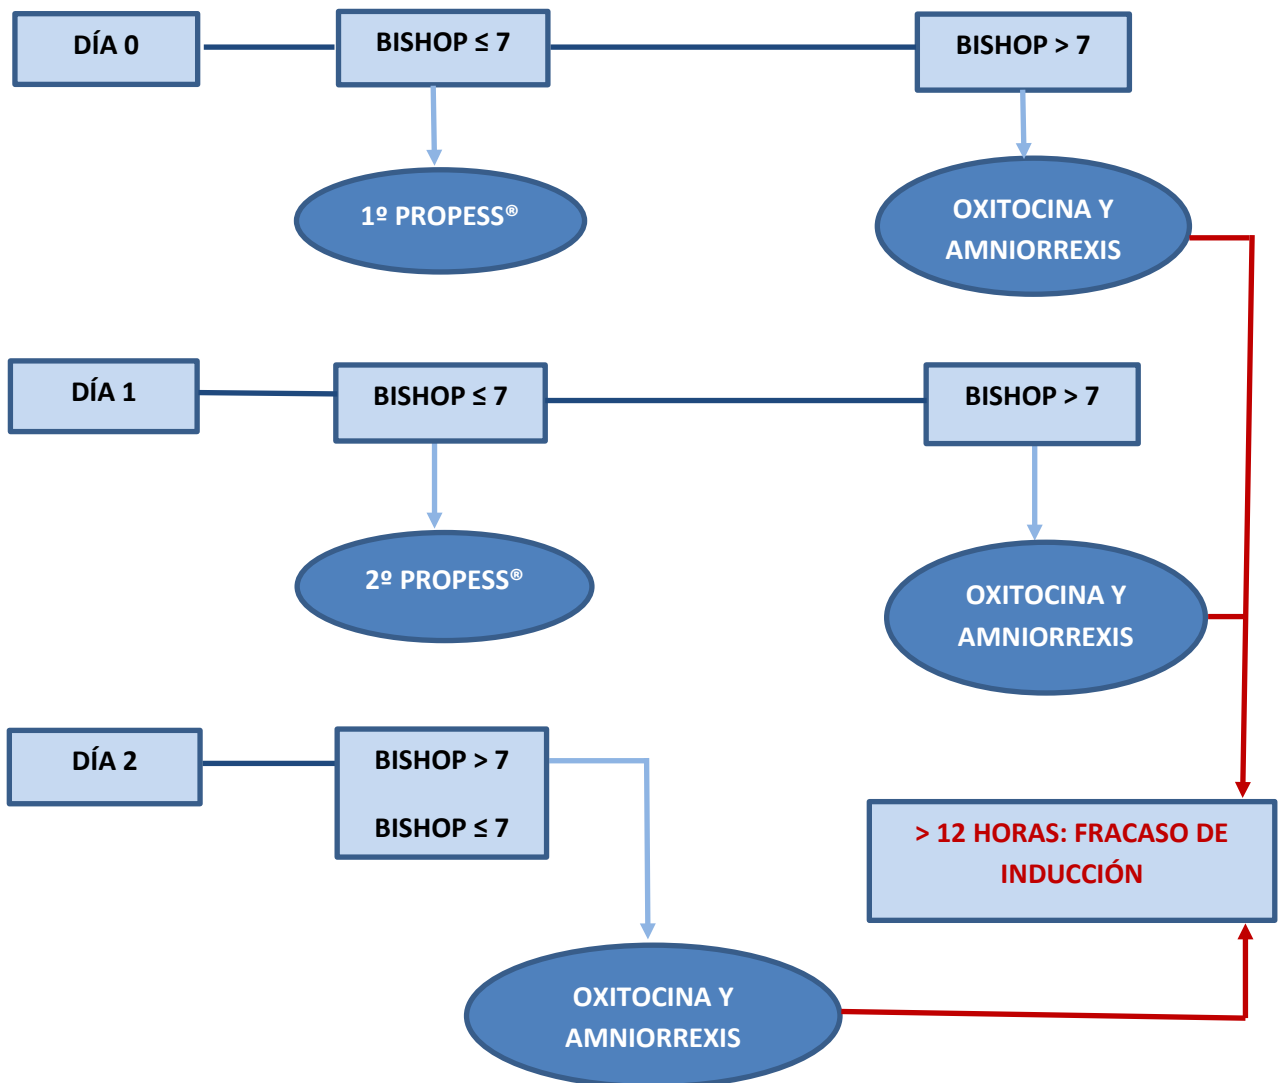 DÍA 0
BISHOP ≤ 7
BISHOP > 7
1º PROPESS®
OXITOCINA Y
AMNIORREXIS
DÍA 1
BISHOP ≤ 7
BISHOP > 7
2º PROPESS®
OXITOCINA Y
AMNIORREXIS
DÍA 2
BISHOP > 7
BISHOP ≤ 7
> 12 HORAS: FRACASO DE
INDUCCIÓN
OXITOCINA Y
AMNIORREXIS